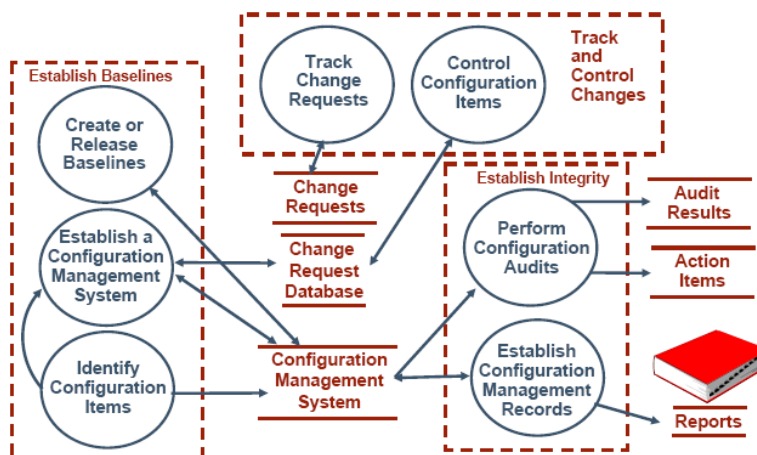 Establish Baselines
Create or
Release
Baselines
Establish a
Configuration
Management
System
Identify
Configuration
Items
Track
Change
Requests
Control
Configuration
Items
Track
and
Control
Changes
Change
Requests
Change
Request
Database
Configuration
Management
System
Establish Integrity
Perform
Configuration
Audits
Establish
Configuration
Management
Records
Audit
Results
Action
Items
Reports